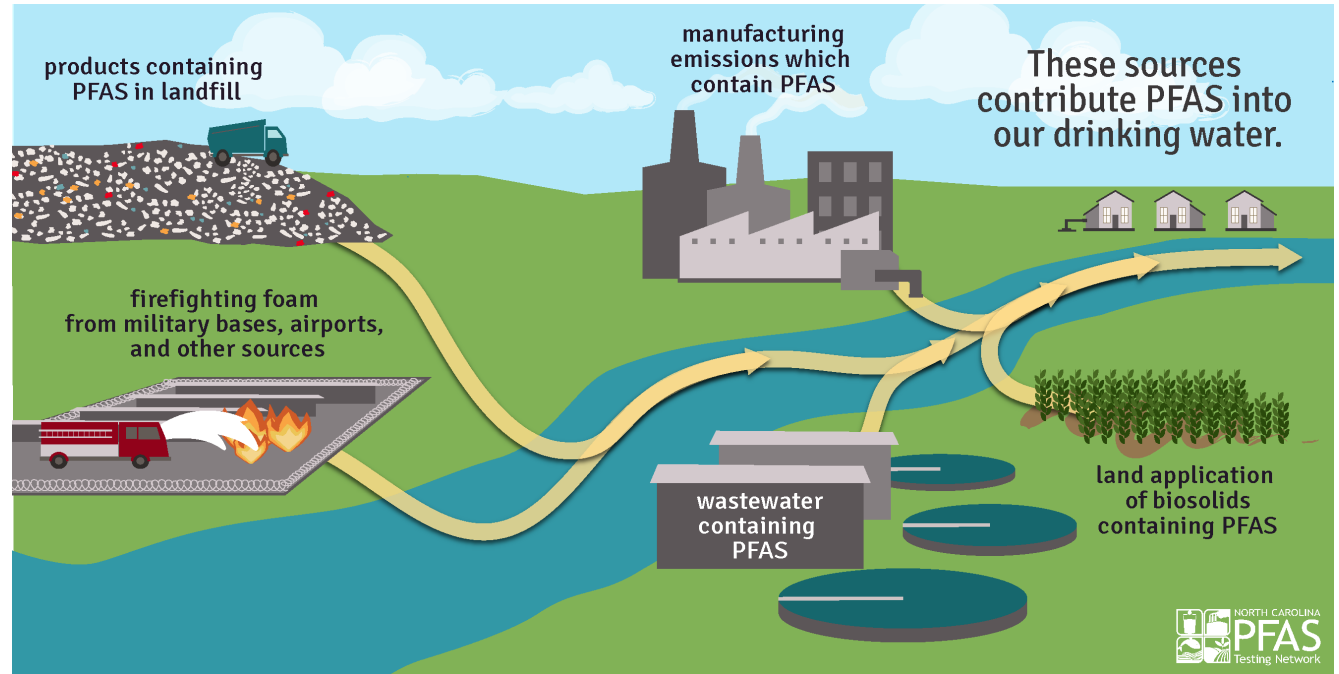 products containing
PFAS in landfill
manufacturing
emissions which
contain PFAS
These sources
contribute PFAS into
our drinking water.
firefighting foam
from military bases, airports,
and other sources
wastewater
containing
PFAS
land application
of biosolids
containing PFAS
NORTH CAROLINA
PFAS
Testing Network